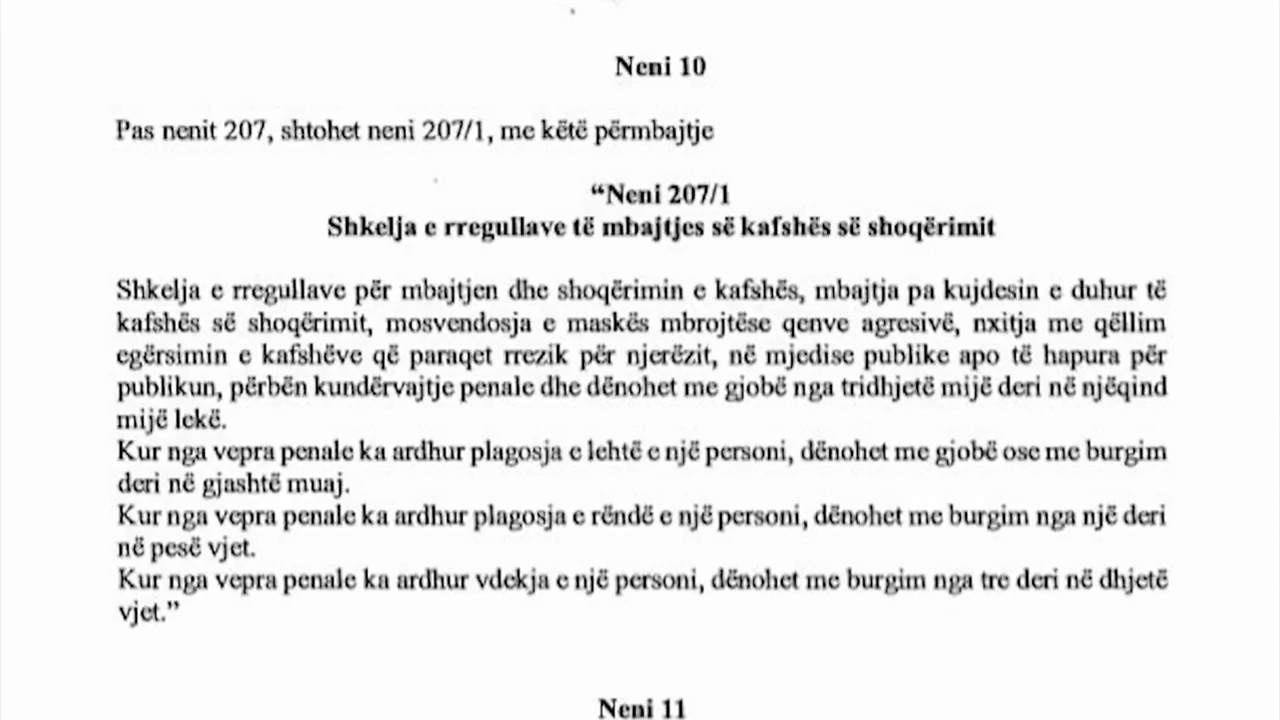 Neni 10
Pas nenit 207, shtohet neni 207/1, me këtë përmbajtje
“Neni 207/1
Shkelja e rregullave të mbajtjes së kafshës së shoqërimit
Shkelja e rregullave për mbajtjen dhe shoqërimin e kafshës, mbajtja pa kujdesin e duhur të
kafshës së shoqërimit, mosvendosja e maskës mbrojtëse qenve agresivë, nxitja me qëllim
egërsimin e kafshëve që paraqet rrezik për njerëzit, në mjedise publike apo të hapura për
publikun, përbën kundërvajtje penale dhe dënohet me gjobë nga tridhjetë mijë deri në njëqind
mijë lekë.
Kur nga vepra penale ka ardhur plagosja e lehtë e një personi, dënohet me gjobë ose me burgim
deri në gjashtë muaj.
Kur nga vepra penale ka ardhur plagosja e rëndë e një personi, dënohet me burgim nga një deri
në pesë vjet.
Kur nga vepra penale ka ardhur vdekja e një personi, dënohet me burgim nga tre deri në dhjetë
vjet.”
Neni 11